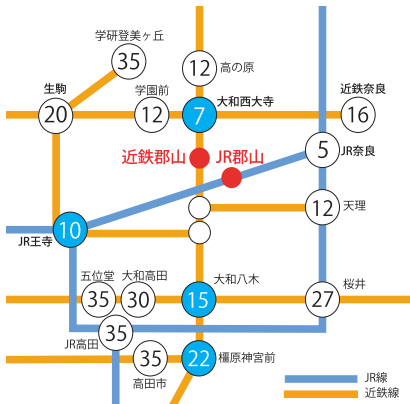 学研登美ヶ丘
35
12
高の原
生駒
学園前
大和西大寺
近鉄奈良
20
12
7
16
近鉄郡山
JR郡山
5
JR奈良
12
天理
10
JR王寺
五位堂
大和高田
大和八木
桜井
35
30
15
27
35
JR高田
35
22
橿原神宮前
高田市
JR線
近鉄線